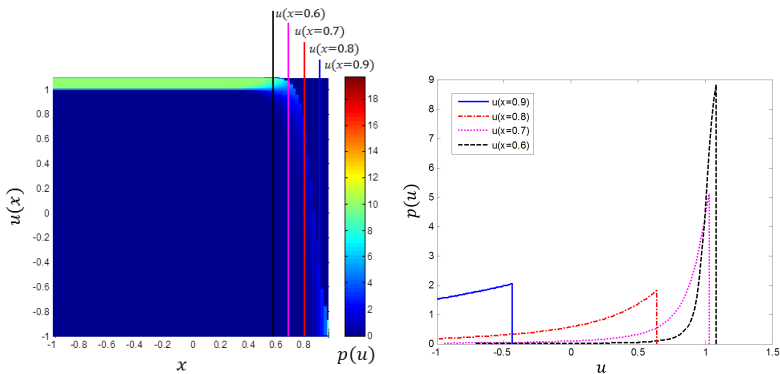 u(x=0.6)
u(x=0.7)
u(x=0.8)
u(x=0.9)
1
0.8
0.6
0.4
0.2
0
-0.2
-0.4
-0.6
-0.8
-1
u(x)
-1 -0.8 -0.6 -0.4 -0.2 0 0.2 0.4 0.6 0.8
x
18
16
14
12
10
8
6
4
2
0
p(u)
9
8
7
6
5
4
3
2
1
0
p(u)
u(x=0.9)
u(x=0.8)
u(x=0.7)
u(x=0.6)
-1 -0.5 0 0.5 1 1.5
u